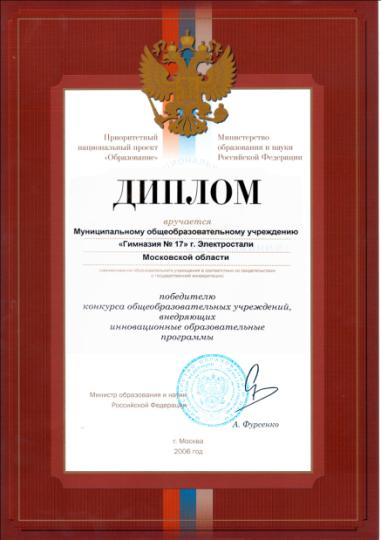 Приоритетный
национальный проект
«Образование»
Министерство
образования и науки
Российской Федерации
ДИПЛОМ
вручается
Муниципальному общеобразовательному учреждению
«Гимназия № 17» г. Электростали
Московской области
победителю
конкурса общеобразовательных учреждений,
внедряющих
инновационные образовательные
программы
Министр образования и науки
Российской Федерации
А. Фурсенко
г. Москва
2006 год